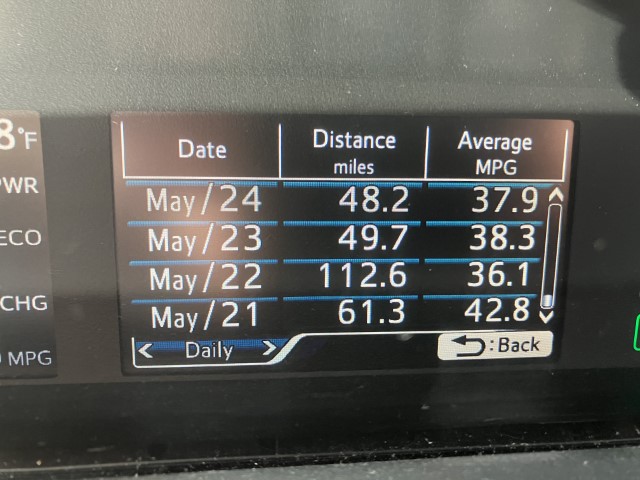 8°F
PWR
ECO
CHG
MPG
Date Distance miles Average MPG
May/24 48.2 37.9
May/23 49.7 38.3
May/22 112.6 36.1
May/21 61.3 42.8
< Daily >
:Back